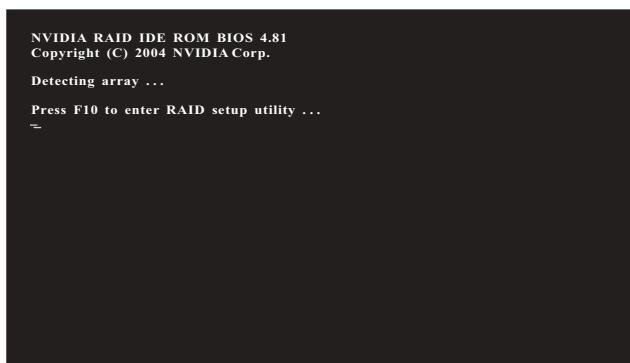 NVIDIA RAID IDE ROM BIOS 4.81
Copyright (C) 2004 NVIDIA Corp.
Detecting array ...
Press F10 to enter RAID setup utility ...